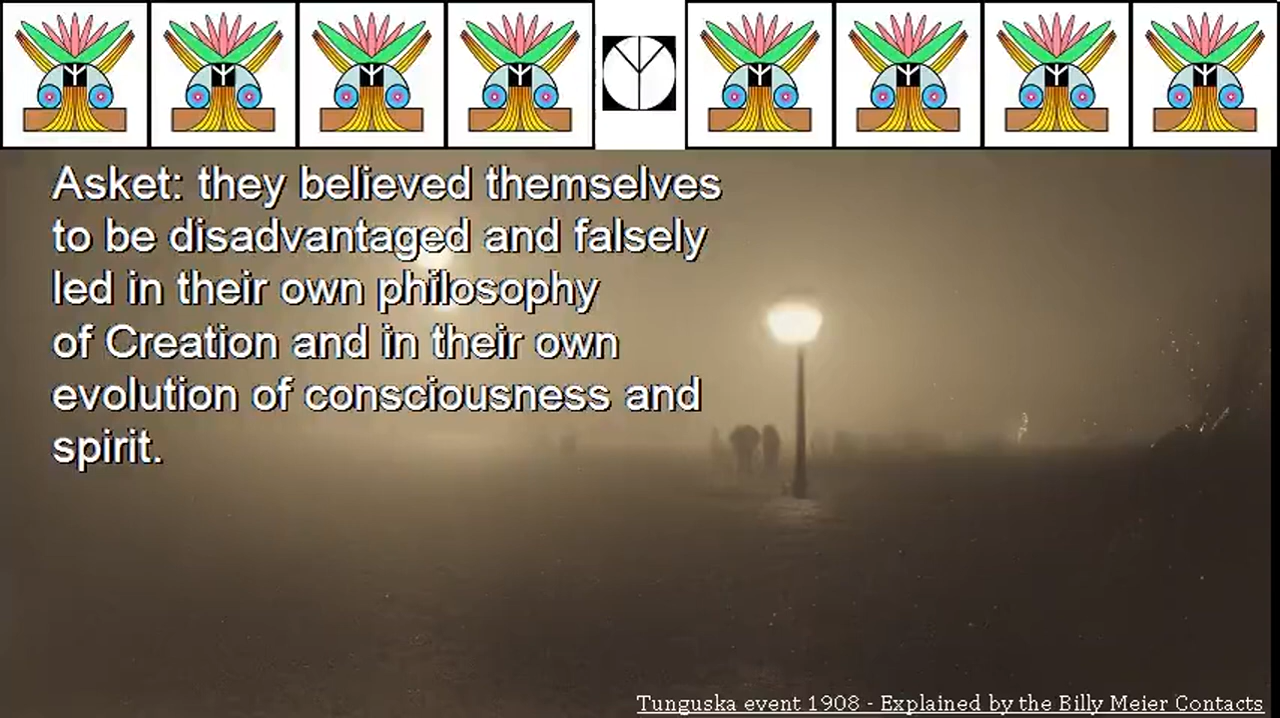 Asket: they believed themselves
to be disadvantaged and falsely
led in their own philosophy
of Creation and in their own
evolution of consciousness and
spirit.
Tunguska event 1908 - Explained by the Billy Meier Contacts